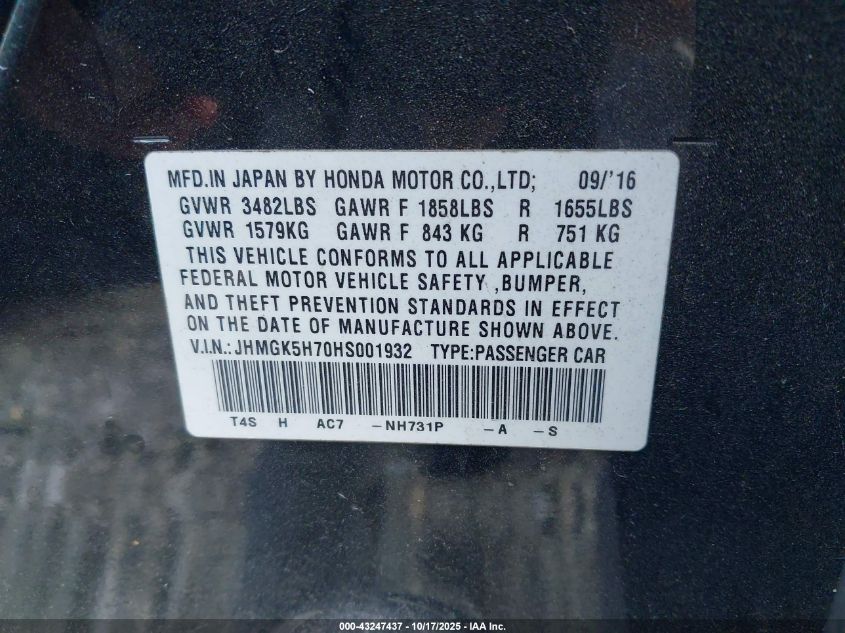 MFD.IN JAPAN BY HONDA MOTOR CO.,LTD; 09/'16
GVWR 3482LBS GAWR F 1858LBS R 1655LBS
GVWR 1579KG GAWR F 843 KG R 751 KG
THIS VEHICLE CONFORMS TO ALL APPLICABLE
FEDERAL MOTOR VEHICLE SAFETY ,BUMPER,
AND THEFT PREVENTION STANDARDS IN EFFECT
ON THE DATE OF MANUFACTURE SHOWN ABOVE.
V.I.N.: JHMGK5H70HS001932 TYPE:PASSENGER CAR
T4S H AC7 -NH731P -A -S
000-43247437 - 10/17/2025 - IAA Inc.